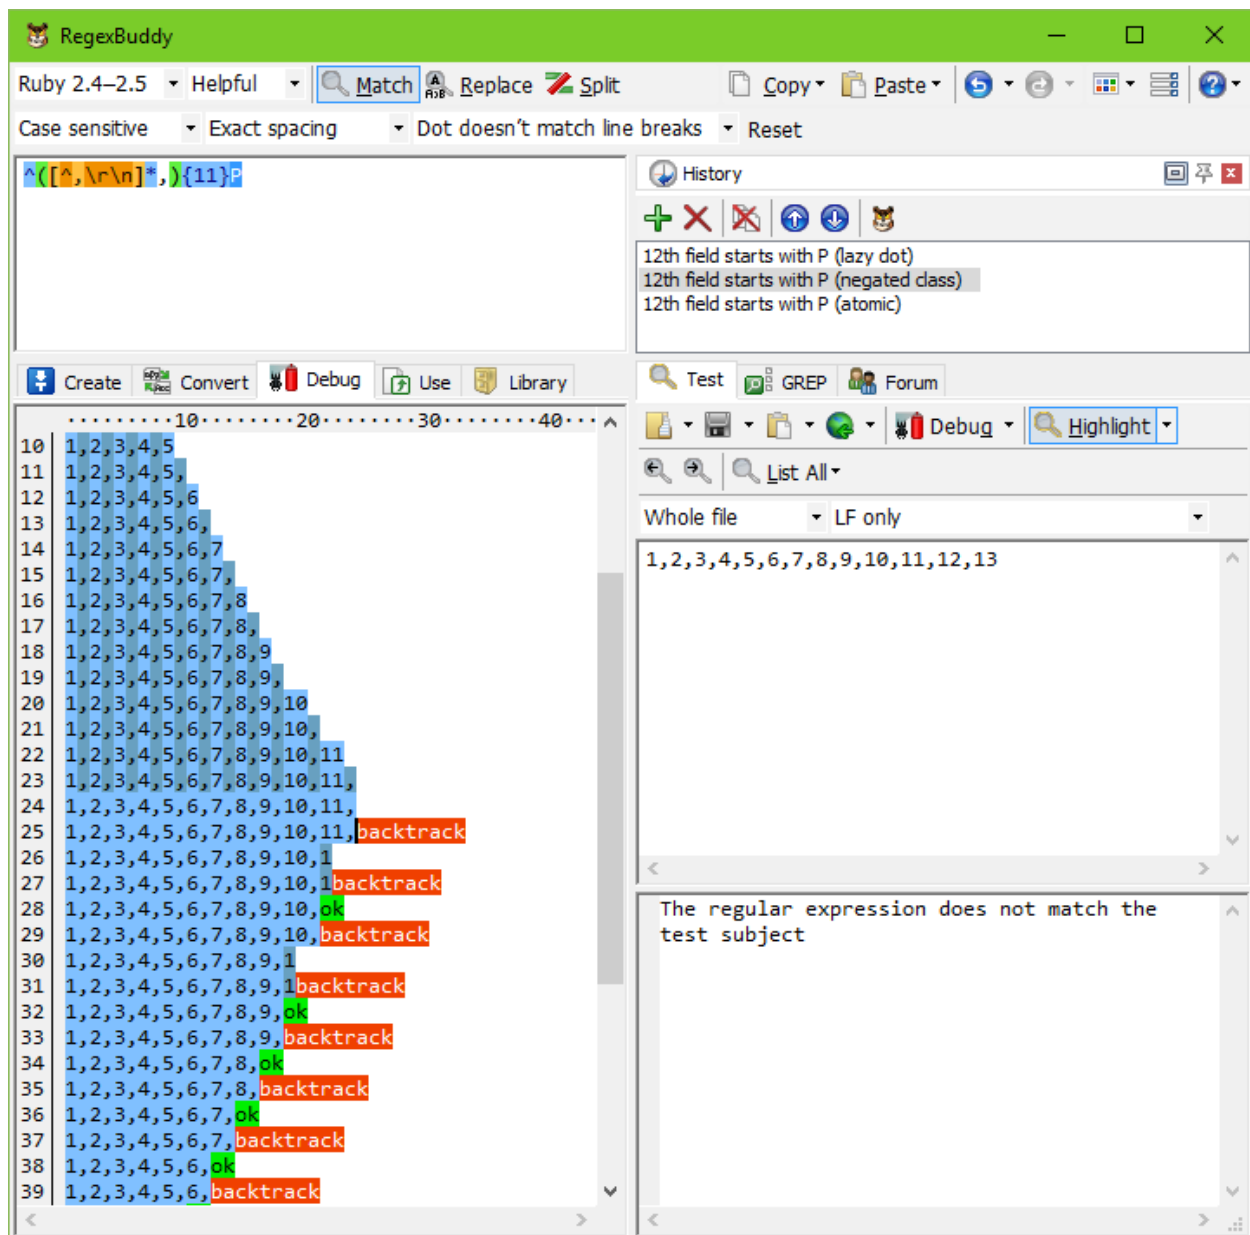 RegexBuddy
Ruby 2.4–2.5 Helpful Match Replace Split Copy Paste
Case sensitive Exact spacing Dot doesn't match line breaks Reset
^([^,\r\n]*,){11}P
History
12th field starts with P (lazy dot)
12th field starts with P (negated class)
12th field starts with P (atomic)
Create Convert Debug Use Library
·········10········20········30········40···
10 1,2,3,4,5
11 1,2,3,4,5,
12 1,2,3,4,5,6
13 1,2,3,4,5,6,
14 1,2,3,4,5,6,7
15 1,2,3,4,5,6,7,
16 1,2,3,4,5,6,7,8
17 1,2,3,4,5,6,7,8,
18 1,2,3,4,5,6,7,8,9
19 1,2,3,4,5,6,7,8,9,
20 1,2,3,4,5,6,7,8,9,10
21 1,2,3,4,5,6,7,8,9,10,
22 1,2,3,4,5,6,7,8,9,10,11
23 1,2,3,4,5,6,7,8,9,10,11,
24 1,2,3,4,5,6,7,8,9,10,11,
25 1,2,3,4,5,6,7,8,9,10,11,backtrack
26 1,2,3,4,5,6,7,8,9,10,1
27 1,2,3,4,5,6,7,8,9,10,1backtrack
28 1,2,3,4,5,6,7,8,9,10,ok
29 1,2,3,4,5,6,7,8,9,10,backtrack
30 1,2,3,4,5,6,7,8,9,1
31 1,2,3,4,5,6,7,8,9,1backtrack
32 1,2,3,4,5,6,7,8,9,ok
33 1,2,3,4,5,6,7,8,9,backtrack
34 1,2,3,4,5,6,7,8,ok
35 1,2,3,4,5,6,7,8,backtrack
36 1,2,3,4,5,6,7,ok
37 1,2,3,4,5,6,7,backtrack
38 1,2,3,4,5,6,ok
39 1,2,3,4,5,6,backtrack
Test GREP Forum
Debug Highlight
List All
Whole file LF only
1,2,3,4,5,6,7,8,9,10,11,12,13
The regular expression does not match the
test subject